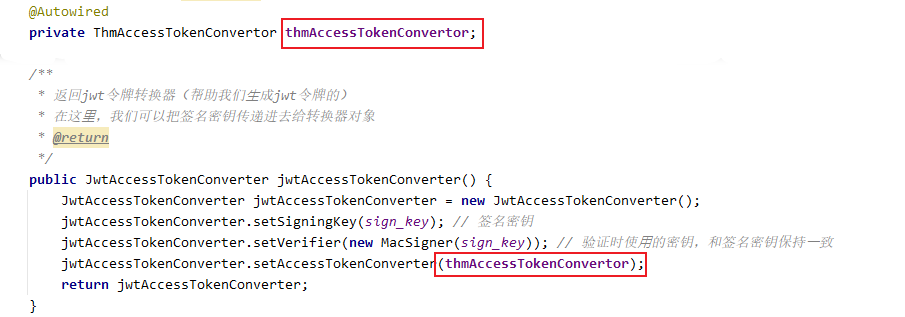 @Autowired
private ThmAccessTokenConvertor thmAccessTokenConvertor;
/**
* 返回jwt令牌转换器（帮助我们生成jwt令牌的）
* 在这里，我们可以把签名密钥传递进去给转换器对象
* @return
*/
public JwtAccessTokenConverter jwtAccessTokenConverter() {
JwtAccessTokenConverter jwtAccessTokenConverter = new JwtAccessTokenConverter();
jwtAccessTokenConverter.setSigningKey(sign_key); // 签名密钥
jwtAccessTokenConverter.setVerifier(new MacSigner(sign_key)); // 验证时使用的密钥，和签名密钥保持一致
jwtAccessTokenConverter.setAccessTokenConverter(thmAccessTokenConvertor);
return jwtAccessTokenConverter;
}